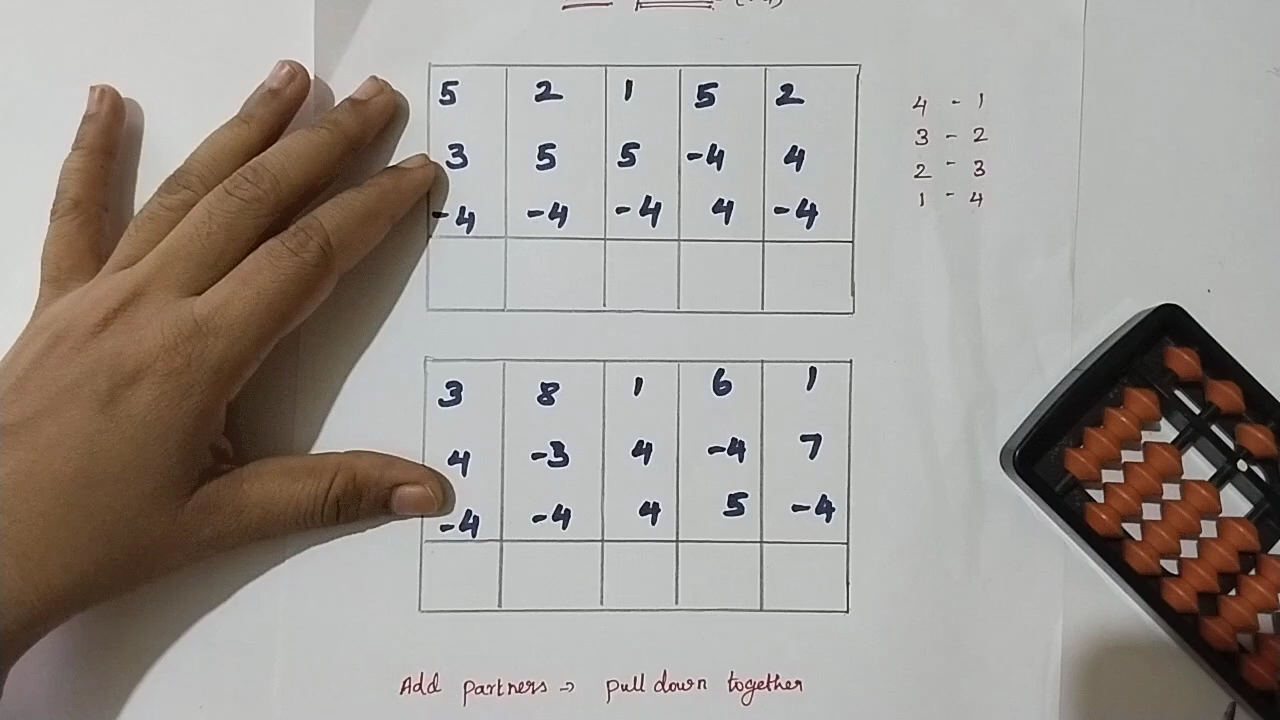 5 2 1 5 2
3 5 5 -4 4
-4 -4 -4 4 -4
4 - 1
3 - 2
2 - 3
1 - 4
3 8 1 6 1
4 -3 4 -4 7
-4 -4 4 5 -4
Add partners → pull down together